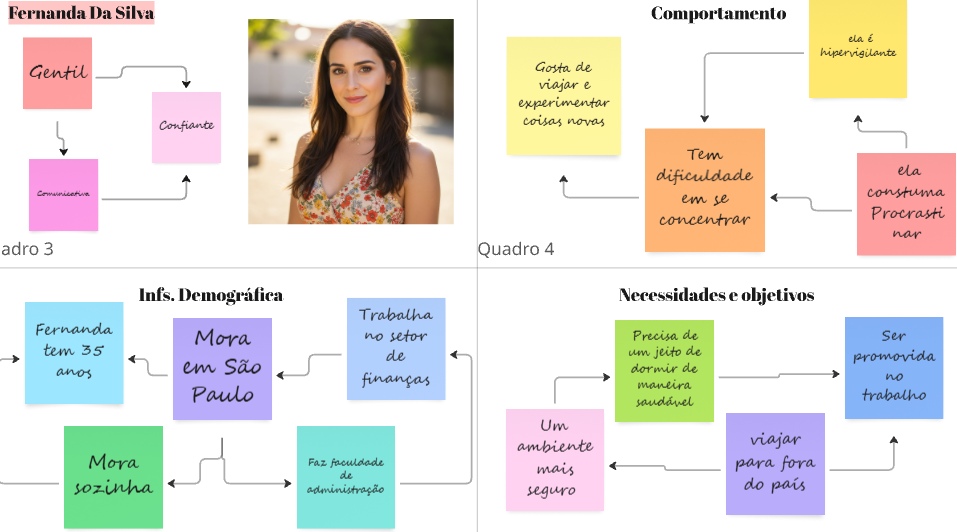 Fernanda Da Silva
Gentil
Confiante
Comunicativa
adro 3
Comportamento
Gosta de
viajar e
experimentar
coisas novas
ela é
hipervigilante
Tem
dificuldade
em se
concentrar
ela
constuma
Procrasti
nar
Quadro 4
Infs. Demográfica
Fernanda
tem 35
anos
Mora
em São
Paulo
Trabalha
no setor
de
finanças
Mora
sozinha
Faz faculdade
de
administração
Necessidades e objetivos
Precisa de
um jeito de
dormir de
maneira
saudável
Ser
promovida
no
trabalho
Um
ambiente
mais
seguro
viajar
para fora
do país